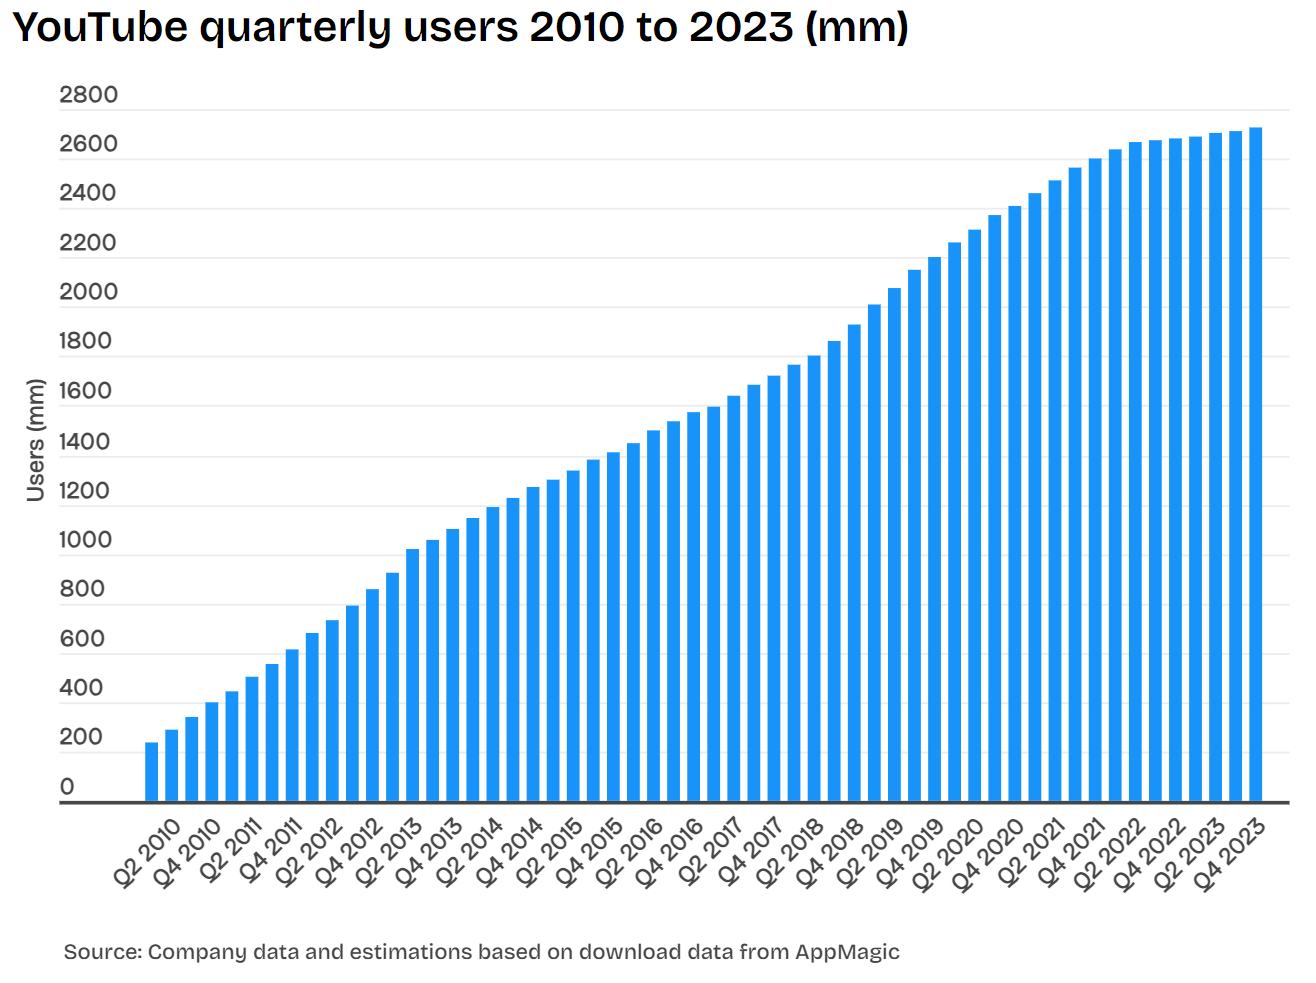 YouTube quarterly users 2010 to 2023 (mm)
2800
2600
2400
2200
2000
1800
1600
1400
1200
1000
800
600
400
200
0
Users (mm)
Q2 2010
Q4 2010
Q2 2011
Q4 2011
Q2 2012
Q4 2012
Q2 2013
Q4 2013
Q2 2014
Q4 2014
Q2 2015
Q4 2015
Q2 2016
Q4 2016
Q2 2017
Q4 2017
Q2 2018
Q4 2018
Q2 2019
Q4 2019
Q2 2020
Q4 2020
Q2 2021
Q4 2021
Q2 2022
Q4 2022
Q2 2023
Q4 2023
Source: Company data and estimations based on download data from AppMagic